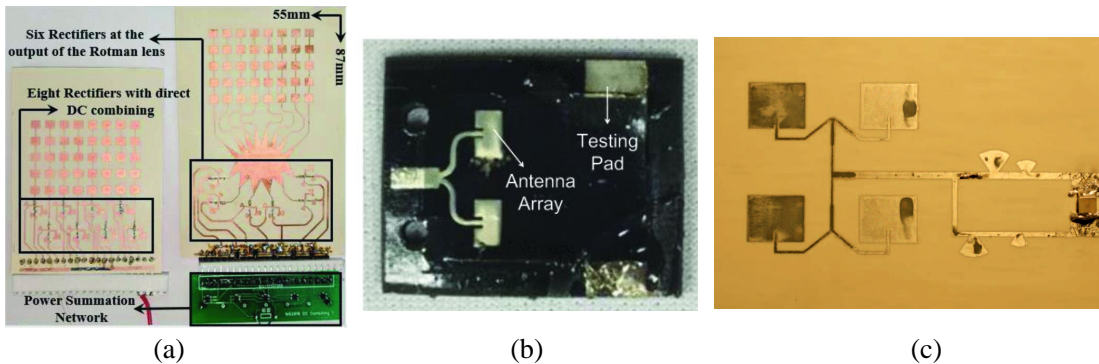 Six Rectifiers at the
output of the Rotman lens
55mm
87mm
Eight Rectifiers with direct
DC combining
Power Summation
Network
Testing
Pad
Antenna
Array
(a)
(b)
(c)